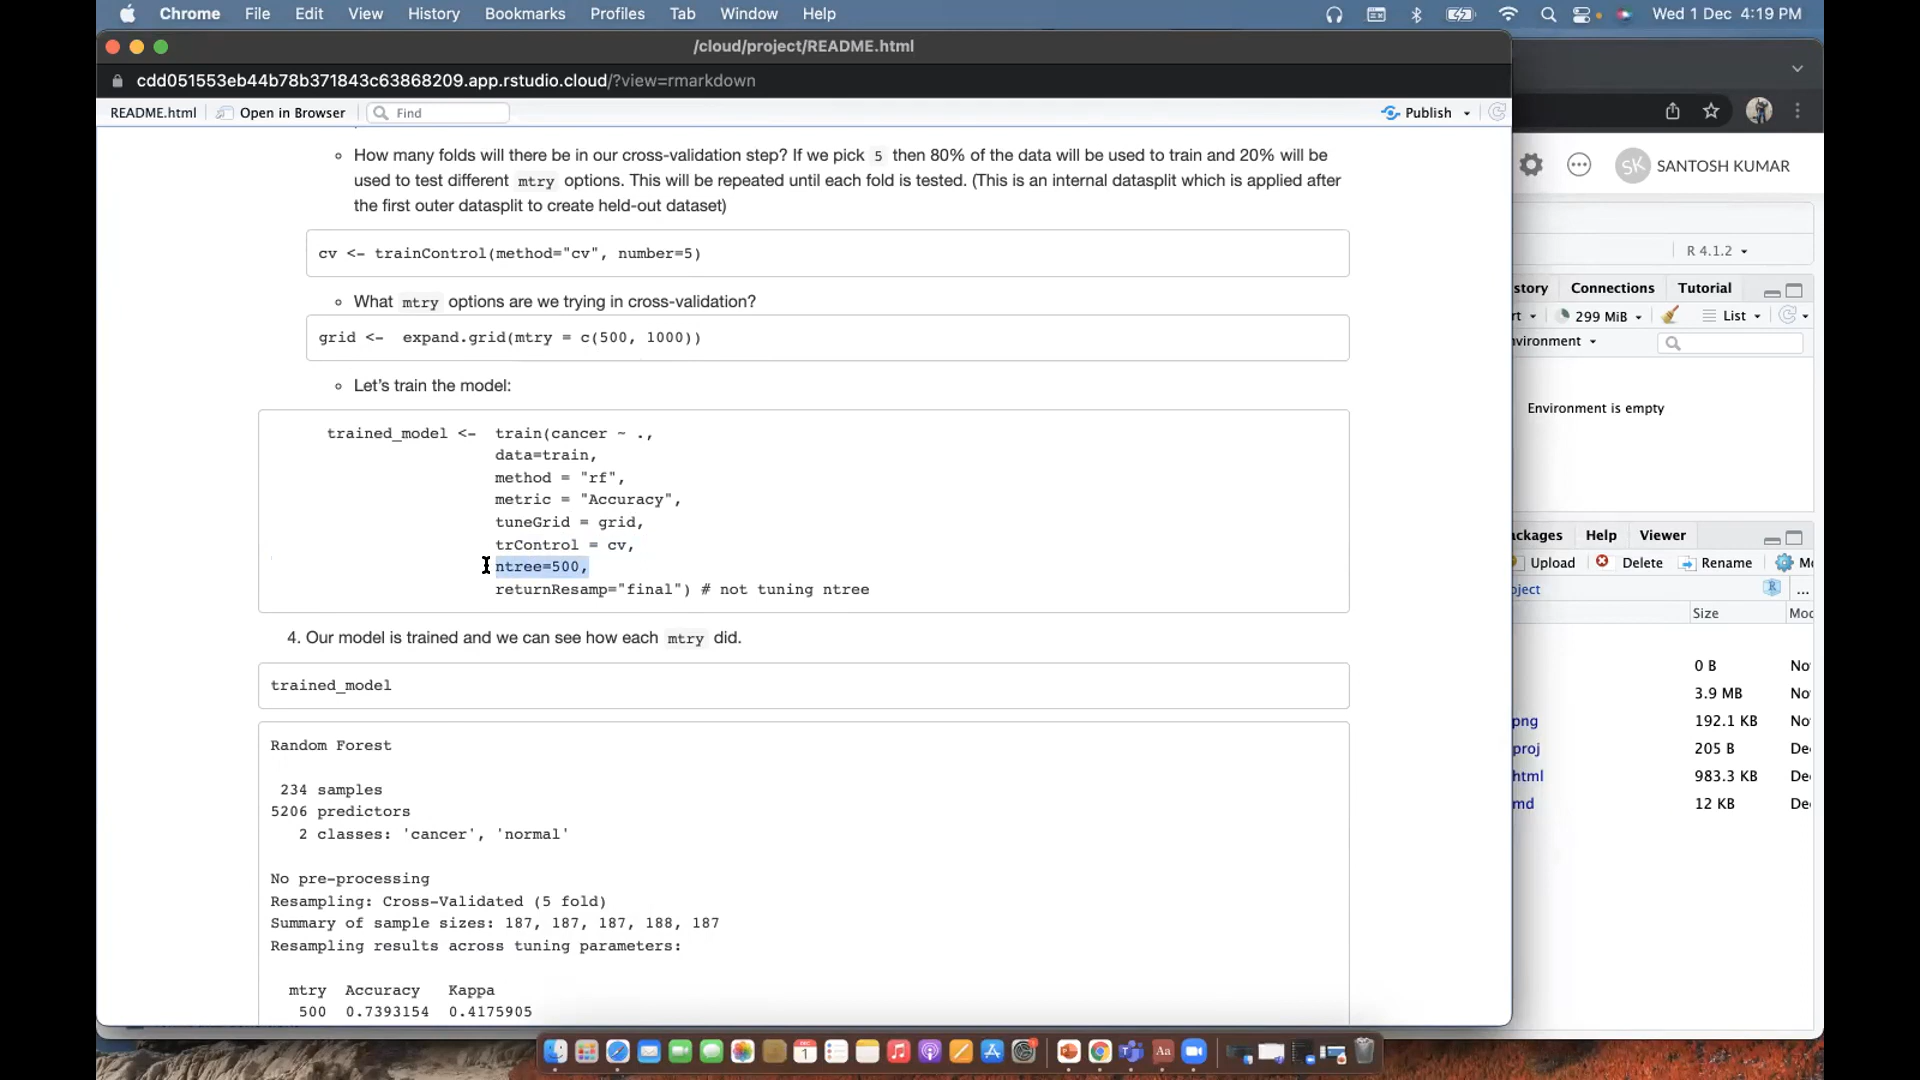 Chrome File Edit View History Bookmarks Profiles Tab Window Help Wed 1 Dec 4:19 PM
/cloud/project/README.html
cdd051553eb44b78b371843c63868209.app.rstudio.cloud/?view=rmarkdown
README.html Open in Browser Find Publish
How many folds will there be in our cross-validation step? If we pick 5 then 80% of the data will be used to train and 20% will be
used to test different mtry options. This will be repeated until each fold is tested. (This is an internal datasplit which is applied after
the first outer datasplit to create held-out dataset)
cv <- trainControl(method="cv", number=5)
What mtry options are we trying in cross-validation?
grid <- expand.grid(mtry = c(500, 1000))
Let's train the model:
trained_model <- train(cancer ~ .,
data=train,
method = "rf",
metric = "Accuracy",
tuneGrid = grid,
trControl = cv,
ntree=500,
returnResamp="final") # not tuning ntree
4. Our model is trained and we can see how each mtry did.
trained_model
Random Forest
234 samples
5206 predictors
2 classes: 'cancer', 'normal'
No pre-processing
Resampling: Cross-Validated (5 fold)
Summary of sample sizes: 187, 187, 187, 188, 187
Resampling results across tuning parameters:
mtry Accuracy Kappa
500 0.7393154 0.4175905
SK SANTOSH KUMAR
R 4.1.2
story Connections Tutorial
rt 299 MiB List
vironment
Environment is empty
ackages Help Viewer
Upload Delete Rename Mo
oject R ...
Size Moc
0 B No
3.9 MB No
png 192.1 KB No
proj 205 B De
html 983.3 KB De
md 12 KB De
DEC
1
Aa